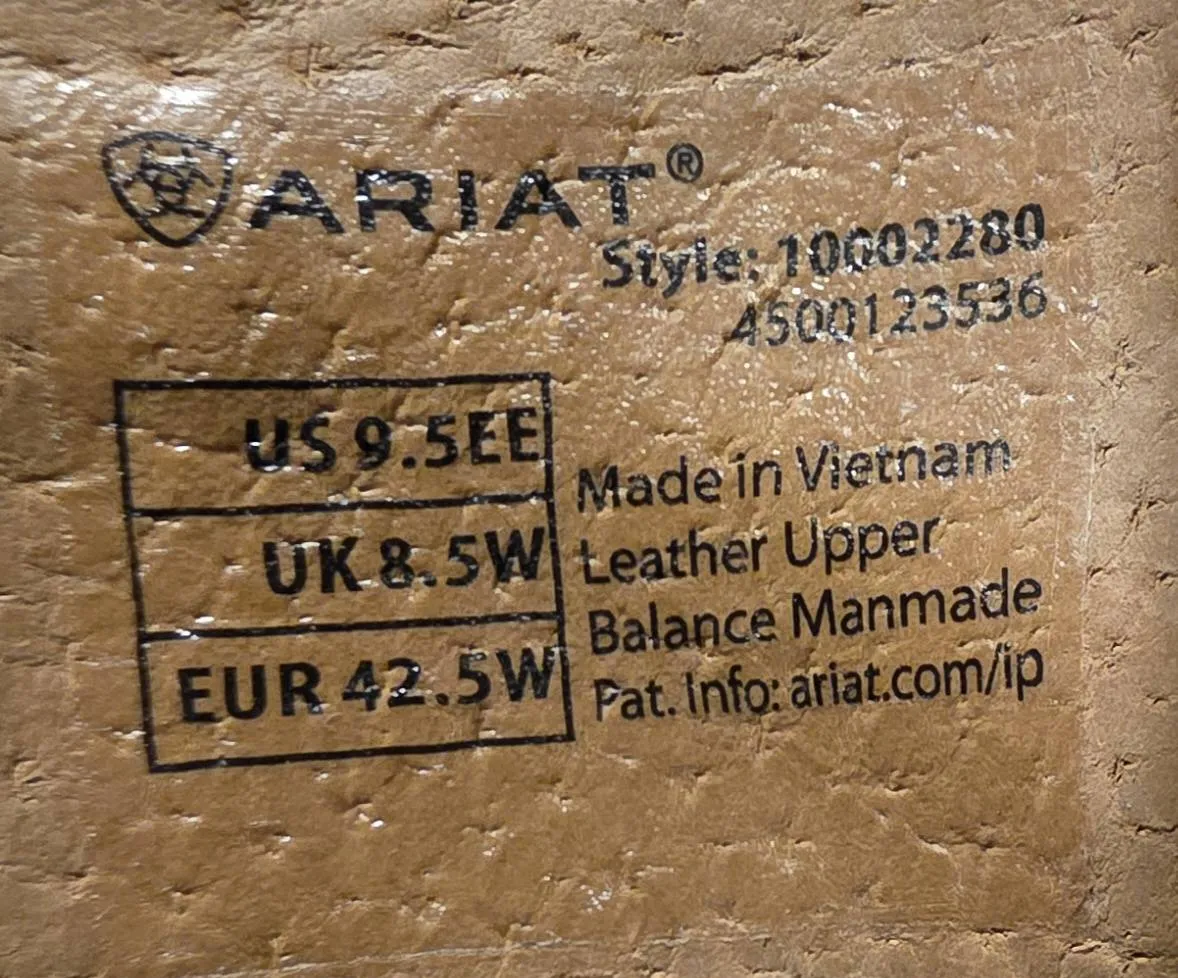 ARIAT®
Style: 10002280
4500123536
US 9.5EE
UK 8.5W
EUR 42.5W
Made in Vietnam
Leather Upper
Balance Manmade
Pat. Info: ariat.com/ip